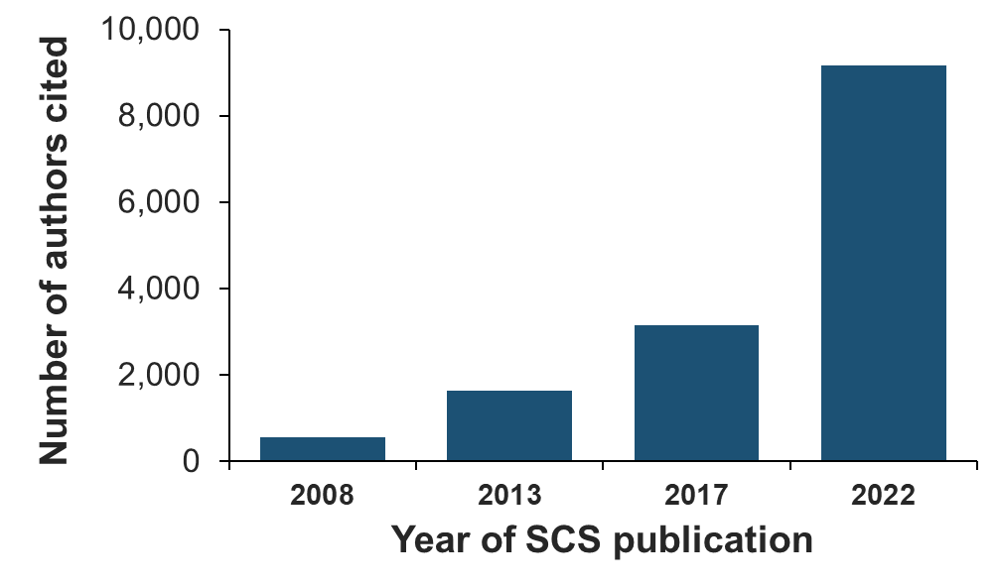 Number of authors cited
10,000
8,000
6,000
4,000
2,000
0
2008 2013 2017 2022
Year of SCS publication